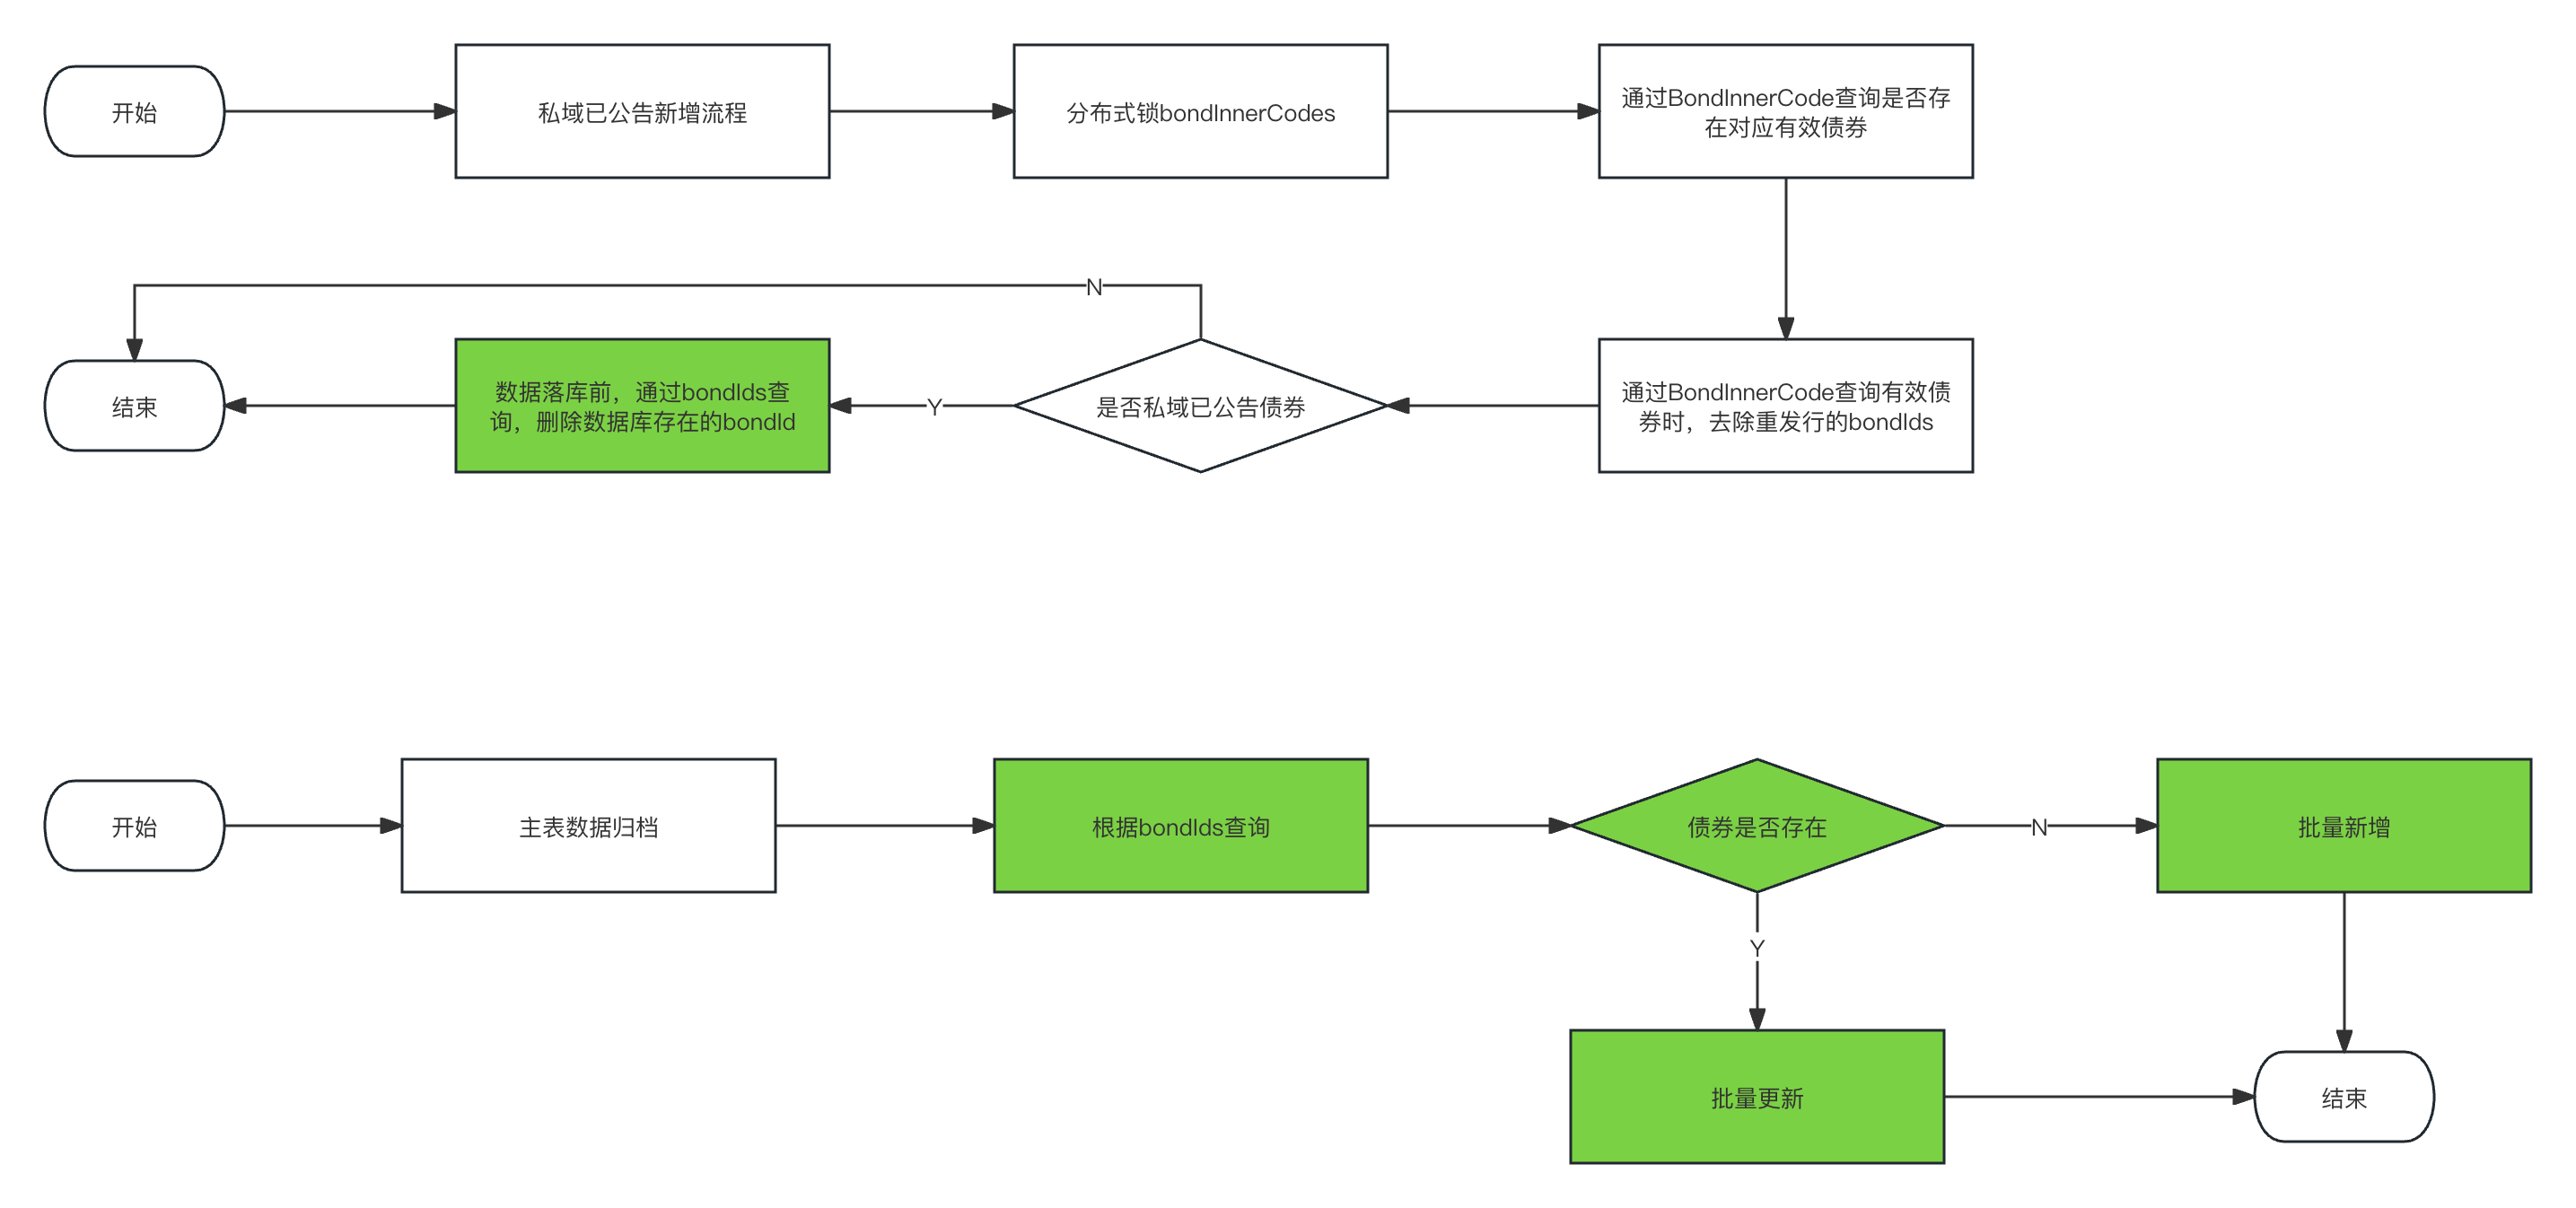 开始
私域已公告新增流程
分布式锁bondInnerCodes
通过BondInnerCode查询是否存
在对应有效债券
N
结束
数据落库前，通过bondIds查
询，删除数据库存在的bondId
Y
是否私域已公告债券
通过BondInnerCode查询有效债
券时，去除重发行的bondIds
开始
主表数据归档
根据bondIds查询
债券是否存在
N
批量新增
Y
批量更新
结束